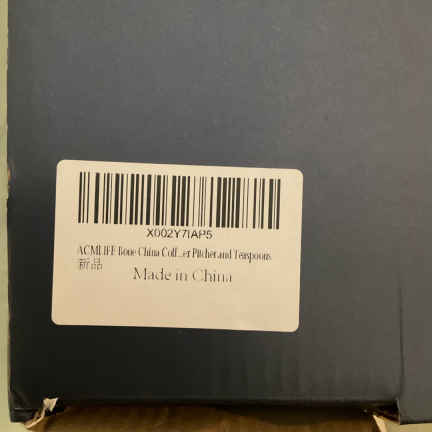 X002Y7IAP5
ACMLIFE Bone China Coff...er Pitcher and Teaspoons
新品
Made in China